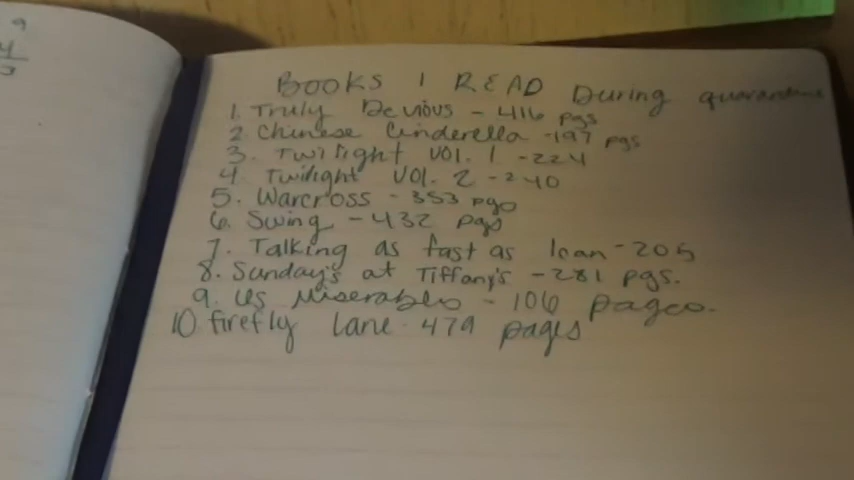 9
4
Books I READ During quarantine
1. Truly Devious - 416 pgs
2. Chinese Cinderella - 197 pgs
3. Twilight vol. 1 - 224
4. Twilight vol. 2 - 240
5. Warcross - 353 pgs
6. Swing - 432 pgs
7. Talking as fast as I can - 205
8. Sunday's at Tiffany's - 281 pgs.
9. Les Miserables - 106 pages.
10 firefly lane - 479 pages